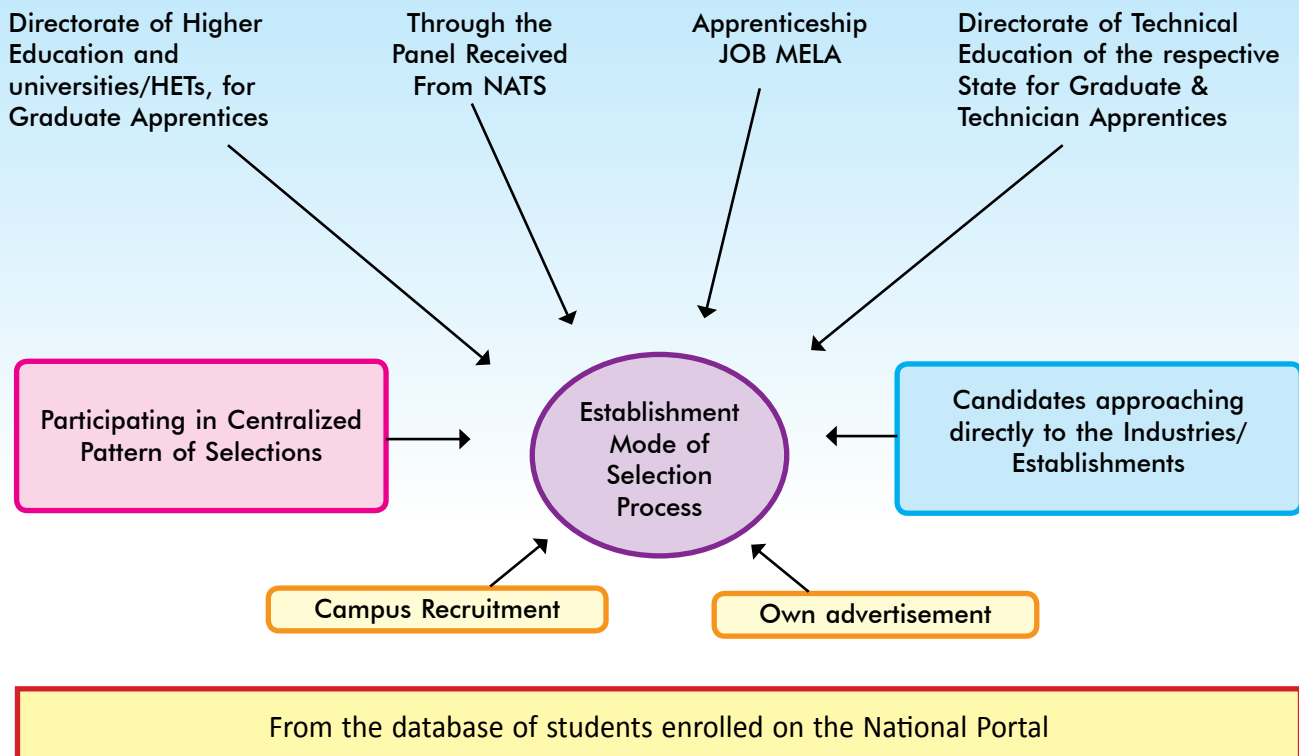 Directorate of Higher
Education and
universities/HETs, for
Graduate Apprentices
Through the
Panel Received
From NATS
Apprenticeship
JOB MELA
Directorate of Technical
Education of the respective
State for Graduate &
Technician Apprentices
Participating in Centralized
Pattern of Selections
Establishment
Mode of
Selection
Process
Candidates approaching
directly to the Industries/
Establishments
Campus Recruitment
Own advertisement
From the database of students enrolled on the National Portal